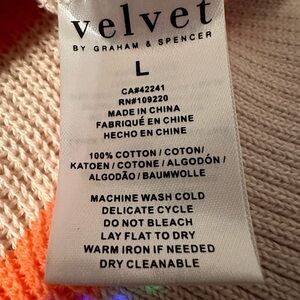 velvet
BY GRAHAM & SPENCER
L
CA#42241
RN#109220
MADE IN CHINA
FABRIQUÉ EN CHINE
HECHO EN CHINE
100% COTTON / COTON/
KATOEN / COTONE / ALGODÓN /
ALGODÃO / BAUMWOLLE
MACHINE WASH COLD
DELICATE CYCLE
DO NOT BLEACH
LAY FLAT TO DRY
WARM IRON IF NEEDED
DRY CLEANABLE